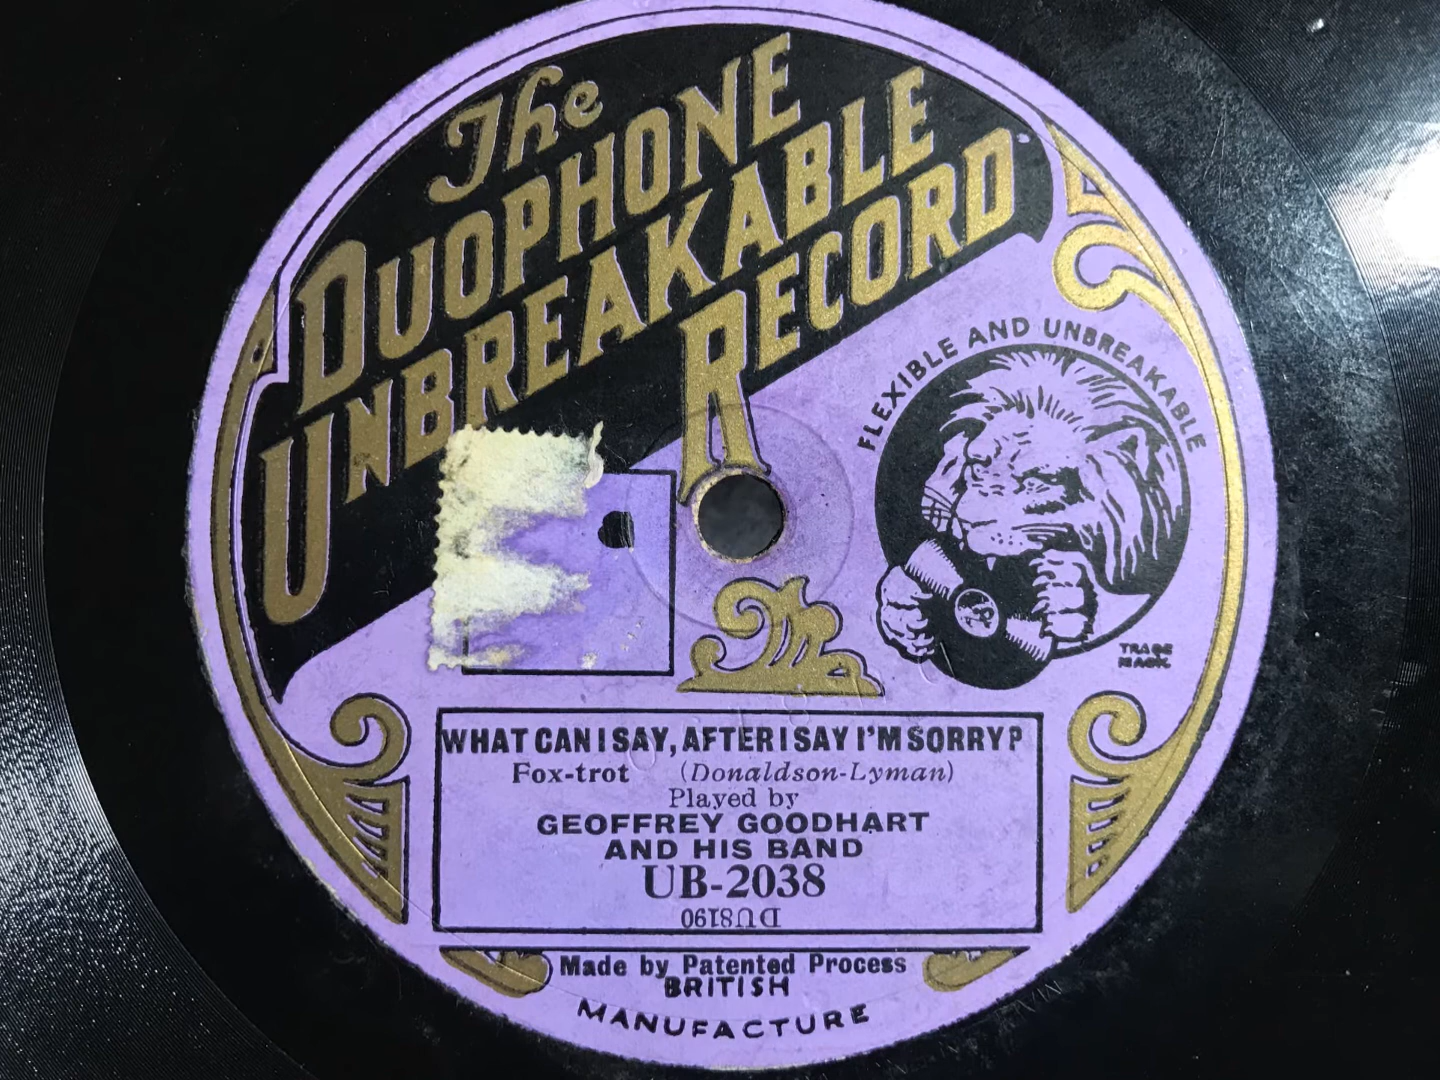 The
DUOPHONE
UNBREAKABLE
RECORD
FLEXIBLE AND UNBREAKABLE
TRADE
MARK
WHAT CAN I SAY, AFTER I SAY I'M SORRY?
Fox-trot (Donaldson-Lyman)
Played by
GEOFFREY GOODHART
AND HIS BAND
UB-2038
DU8190
Made by Patented Process
BRITISH
MANUFACTURE